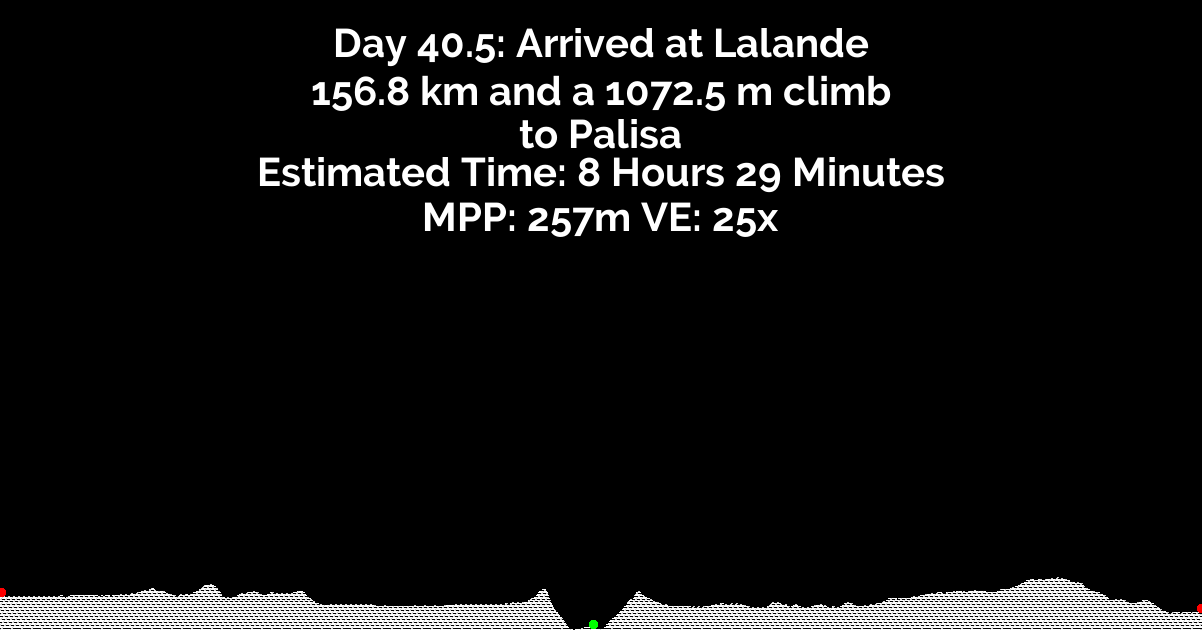 Day 40.5: Arrived at Lalande
156.8 km and a 1072.5 m climb
to Palisa
Estimated Time: 8 Hours 29 Minutes
MPP: 257m VE: 25x